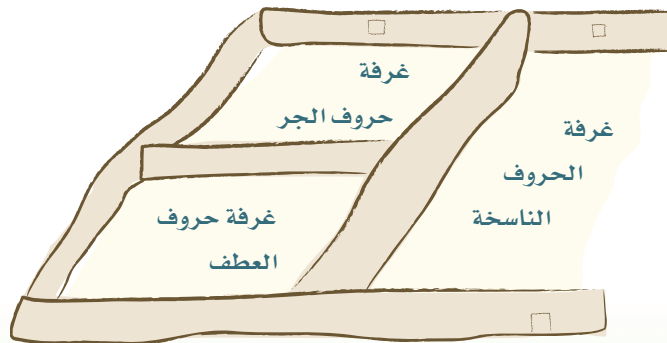 غرفة
حروف الجر
غرفة
الحروف
الناسخة
غرفة حروف
العطف